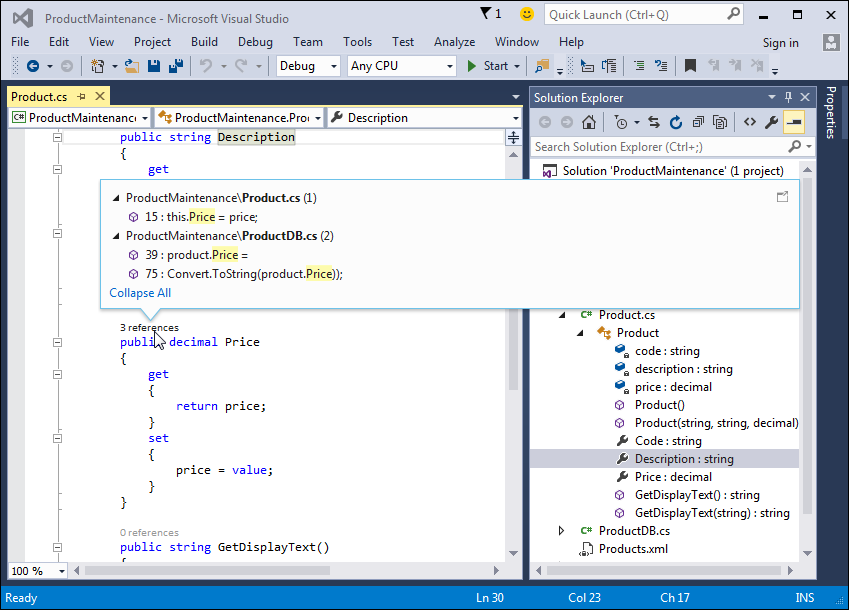 ProductMaintenance - Microsoft Visual Studio
1
Quick Launch (Ctrl+Q)
File Edit View Project Build Debug Team Tools Test Analyze Window Help
Sign in
Debug Any CPU Start
Product.cs
C# ProductMaintenance ProductMaintenance.Pro Description
public string Description
{
get
ProductMaintenance\Product.cs (1)
15 : this.Price = price;
ProductMaintenance\ProductDB.cs (2)
39 : product.Price =
75 : Convert.ToString(product.Price));
Collapse All
3 references
public decimal Price
{
get
{
return price;
}
set
{
price = value;
}
}
0 references
public string GetDisplayText()
{
100 %
Solution Explorer
Search Solution Explorer (Ctrl+;)
Solution 'ProductMaintenance' (1 project)
C# Product.cs
Product
code : string
description : string
price : decimal
Product()
Product(string, string, decimal)
Code : string
Description : string
Price : decimal
GetDisplayText() : string
GetDisplayText(string) : string
C# ProductDB.cs
Products.xml
Properties
Ready Ln 30 Col 23 Ch 17 INS